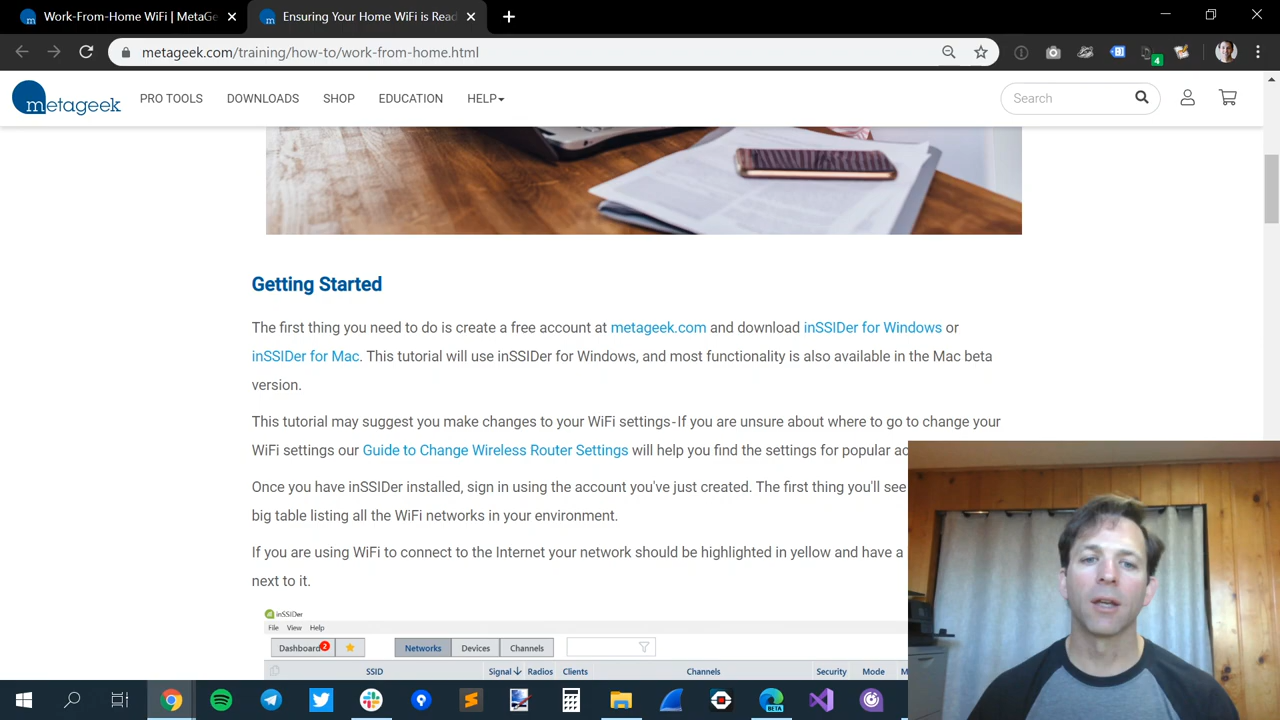 Work-From-Home WiFi | MetaGe
Ensuring Your Home WiFi is Read
metageek.com/training/how-to/work-from-home.html
4
metageek
PRO TOOLS
DOWNLOADS
SHOP
EDUCATION
HELP
Search
Getting Started
The first thing you need to do is create a free account at metageek.com and download inSSIDer for Windows or
inSSIDer for Mac. This tutorial will use inSSIDer for Windows, and most functionality is also available in the Mac beta
version.
This tutorial may suggest you make changes to your WiFi settings-If you are unsure about where to go to change your
WiFi settings our Guide to Change Wireless Router Settings will help you find the settings for popular
Once you have inSSIDer installed, sign in using the account you've just created. The first thing you'll see
big table listing all the WiFi networks in your environment.
If you are using WiFi to connect to the Internet your network should be highlighted in yellow and have a
next to it.
inSSIDer
File View Help
Dashboard 2 Networks Devices Channels
SSID Signal Radios Clients Channels Security Mode
BETA